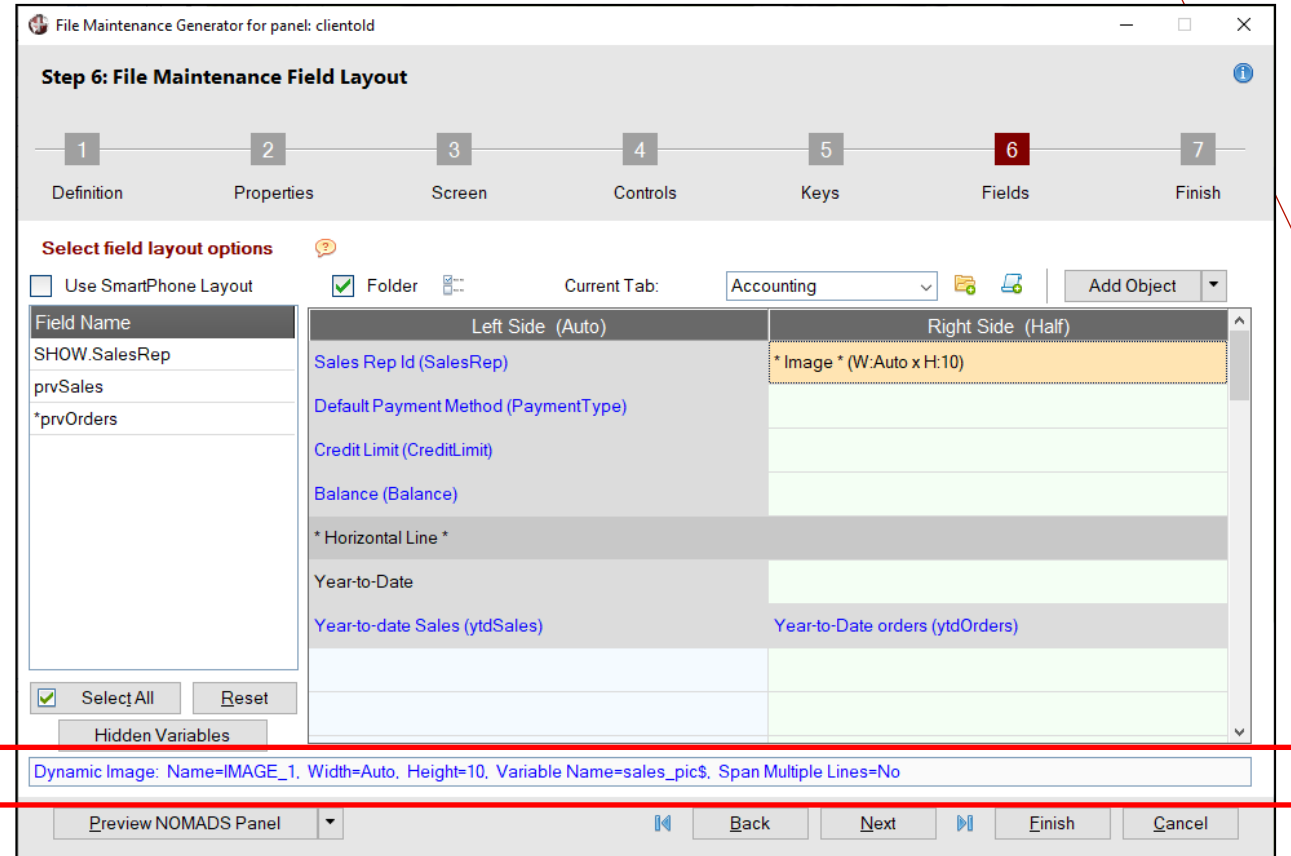 File Maintenance Generator for panel: clientold
Step 6: File Maintenance Field Layout
1 2 3 4 5 6 7
Definition Properties Screen Controls Keys Fields Finish
Select field layout options
Use SmartPhone Layout Folder Current Tab: Accounting Add Object
Field Name Left Side (Auto) Right Side (Half)
SHOW.SalesRep
Sales Rep Id (SalesRep) * Image * (W:Auto x H:10)
prvSales
Default Payment Method (PaymentType)
*prvOrders
Credit Limit (CreditLimit)
Balance (Balance)
* Horizontal Line *
Year-to-Date
Year-to-date Sales (ytdSales) Year-to-Date orders (ytdOrders)
Select All Reset
Hidden Variables
Dynamic Image: Name=IMAGE_1, Width=Auto, Height=10, Variable Name=sales_pic$, Span Multiple Lines=No
Preview NOMADS Panel Back Next Finish Cancel